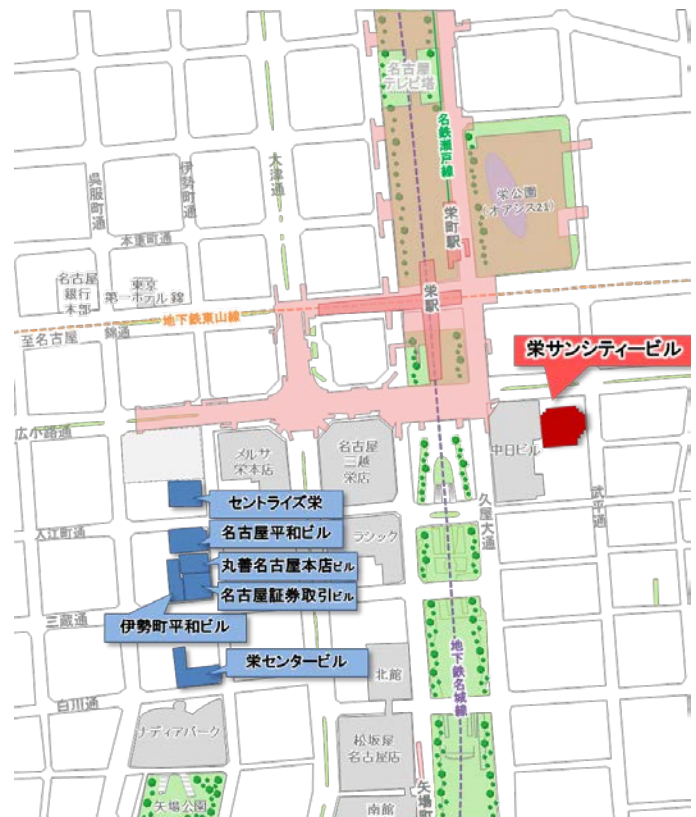 名古屋
テレビ塔
名鉄瀬戸線
栄町駅
栄公園
(オアシス21)
呉服町通
伊勢町通
大津通
本重町通
名古屋
銀行
本部
東京
第一ホテル 錦
栄駅
地下鉄東山線
至名古屋
錦通
栄サンシティービル
広小路通
メルサ
栄本店
名古屋
三越
栄店
中日ビル
武平通
久屋大通
セントライズ栄
入江町通
名古屋平和ビル
ラシック
丸善名古屋本店ビル
名古屋証券取引ビル
三蔵通
伊勢町平和ビル
栄センタービル
北館
地下鉄名城線
白川通
ナディアパーク
松坂屋
名古屋店
矢場町
矢場公園
南館